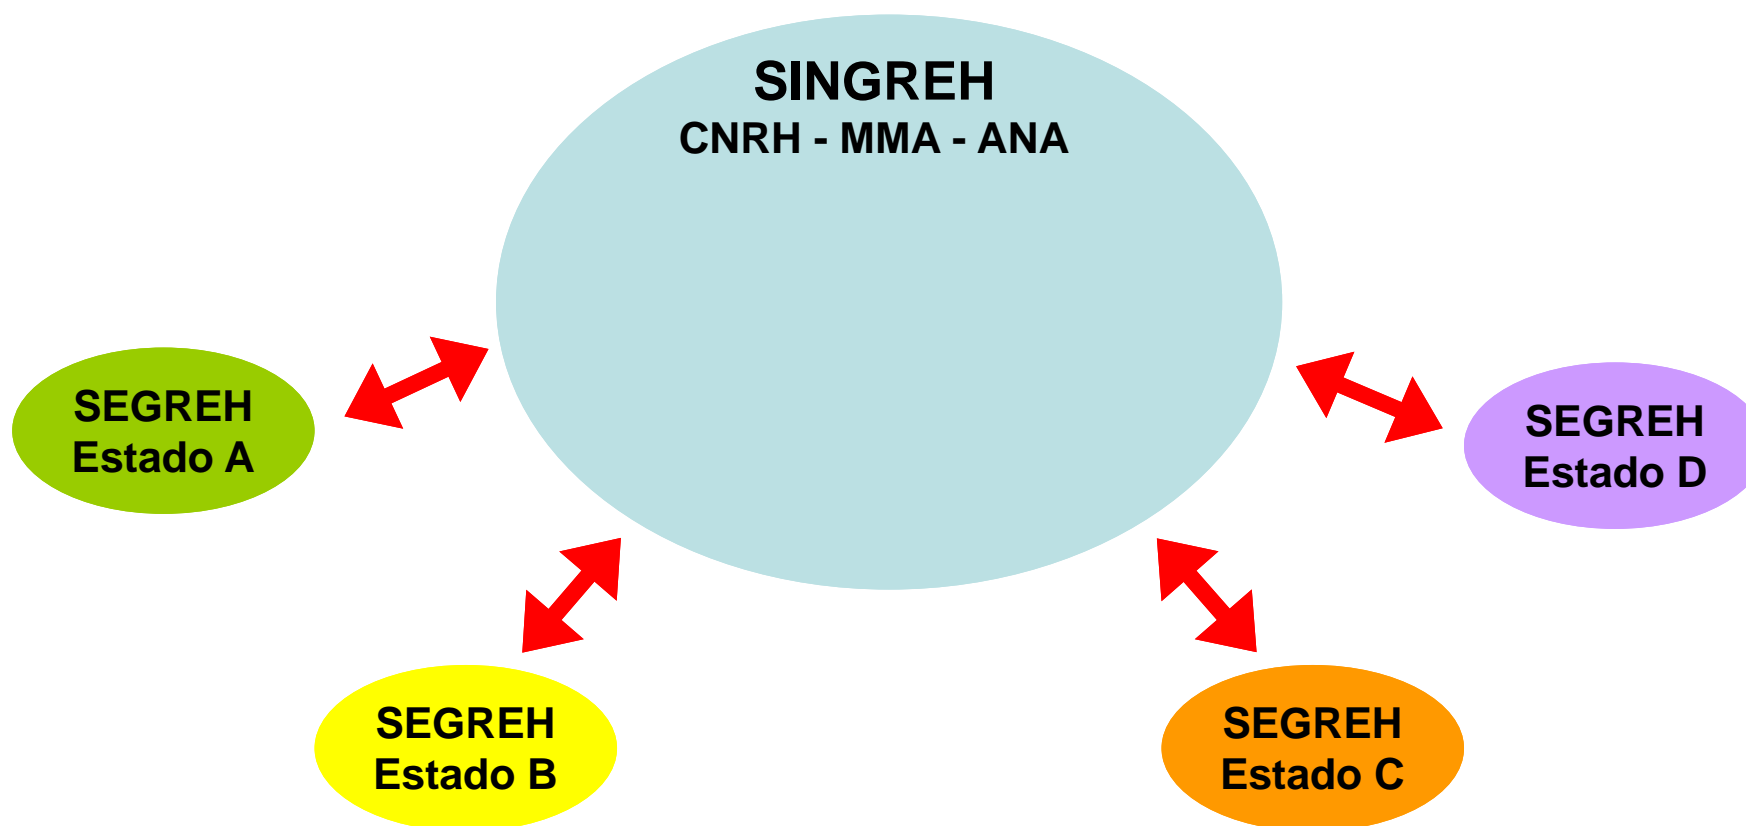 SINGREH
CNRH - MMA - ANA
SEGREH
Estado A
SEGREH
Estado D
SEGREH
Estado B
SEGREH
Estado C